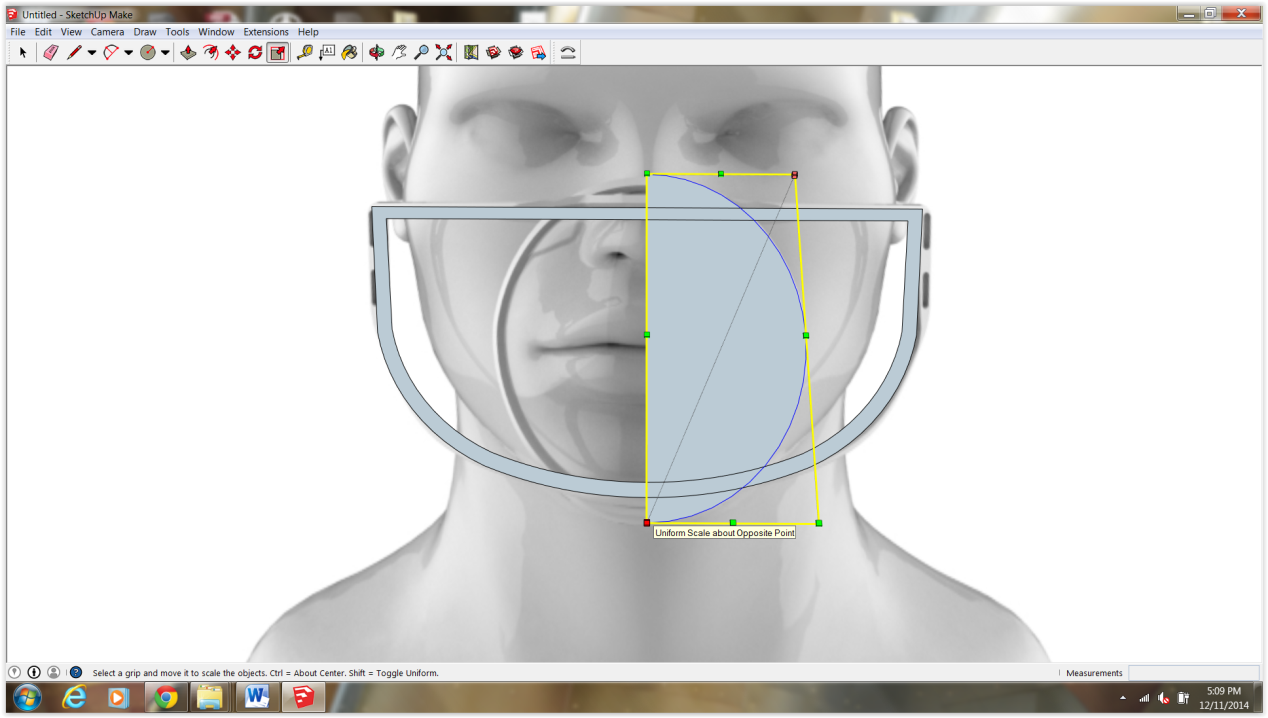 Untitled - SketchUp Make
File Edit View Camera Draw Tools Window Extensions Help
A1
Uniform Scale about Opposite Point
Select a grip and move it to scale the objects. Ctrl = About Center. Shift = Toggle Uniform.
Measurements
5:09 PM
12/11/2014